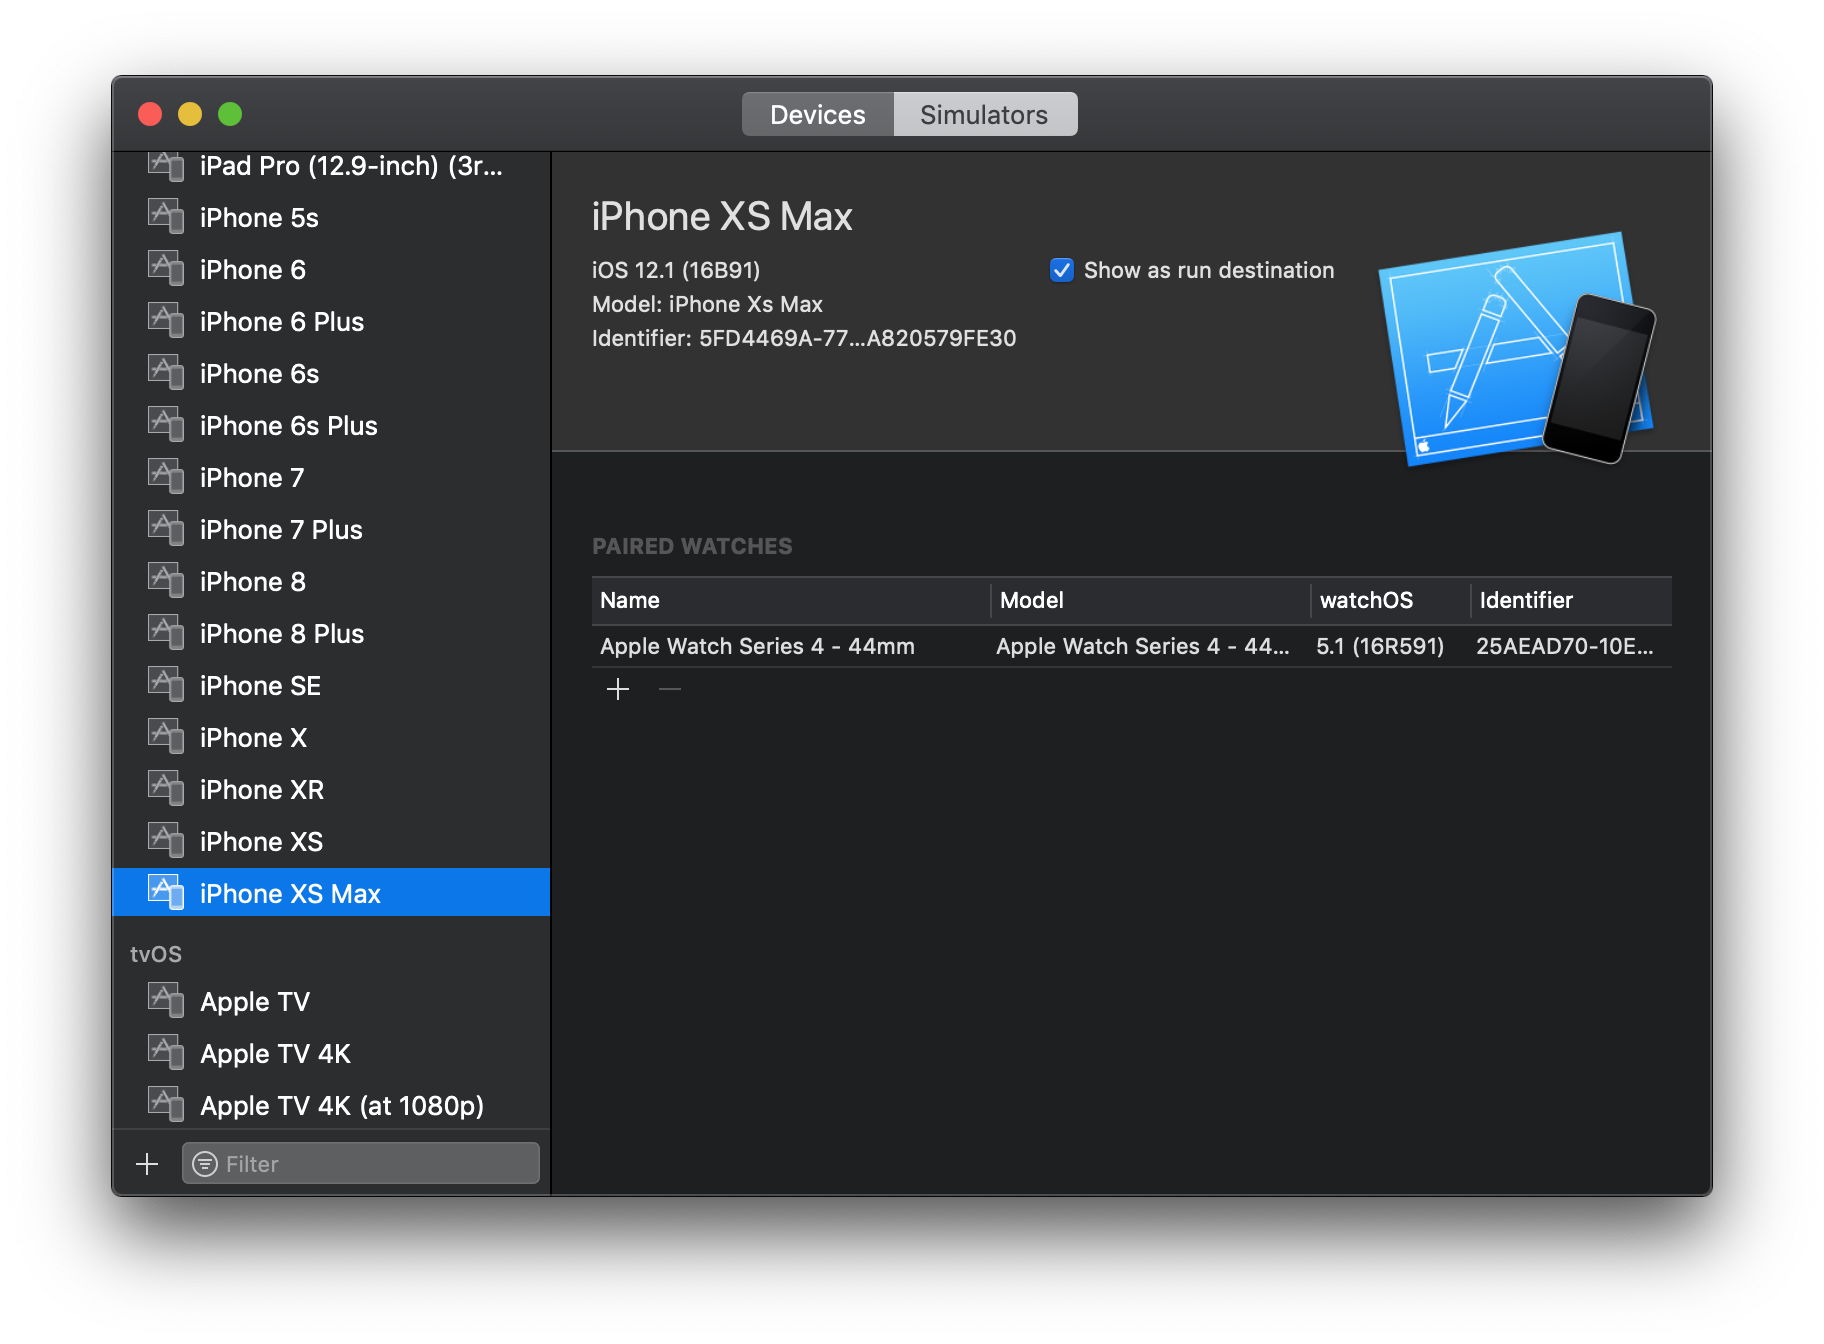 Devices
Simulators
iPad Pro (12.9-inch) (3r...
iPhone 5s
iPhone 6
iPhone 6 Plus
iPhone 6s
iPhone 6s Plus
iPhone 7
iPhone 7 Plus
iPhone 8
iPhone 8 Plus
iPhone SE
iPhone X
iPhone XR
iPhone XS
iPhone XS Max
tvOS
Apple TV
Apple TV 4K
Apple TV 4K (at 1080p)
Filter
iPhone XS Max
iOS 12.1 (16B91)
Show as run destination
Model: iPhone Xs Max
Identifier: 5FD4469A-77...A820579FE30
PAIRED WATCHES
Name Model watchOS Identifier
Apple Watch Series 4 - 44mm Apple Watch Series 4 - 44... 5.1 (16R591) 25AEAD70-10E...